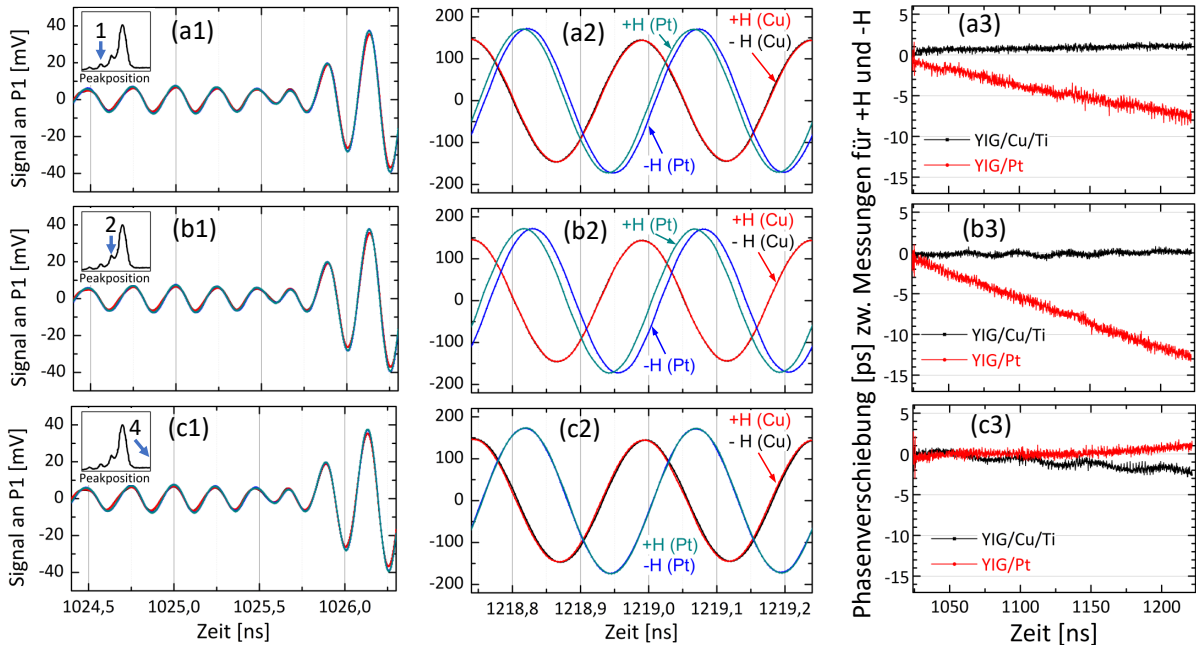 Signal an P1 [mV]
40
20
0
-20
-40
1
Peakposition
(a1)
200
100
0
-100
-200
(a2)
+H (Pt)
+H (Cu)
- H (Cu)
-H (Pt)
5
0
-5
-10
-15
(a3)
YIG/Cu/Ti
YIG/Pt
Signal an P1 [mV]
40
20
0
-20
-40
2
Peakposition
(b1)
200
100
0
-100
-200
(b2)
+H (Pt)
+H (Cu)
- H (Cu)
-H (Pt)
5
0
-5
-10
-15
(b3)
YIG/Cu/Ti
YIG/Pt
Signal an P1 [mV]
40
20
0
-20
-40
4
Peakposition
(c1)
1024,5
1025,0
1025,5
1026,0
Zeit [ns]
200
100
0
-100
-200
(c2)
+H (Cu)
- H (Cu)
+H (Pt)
-H (Pt)
1218,8
1218,9
1219,0
1219,1
1219,2
Zeit [ns]
5
0
-5
-10
-15
(c3)
YIG/Cu/Ti
YIG/Pt
1050
1100
1150
1200
Zeit [ns]
Phasenverschiebung [ps] zw. Messungen für +H und -H